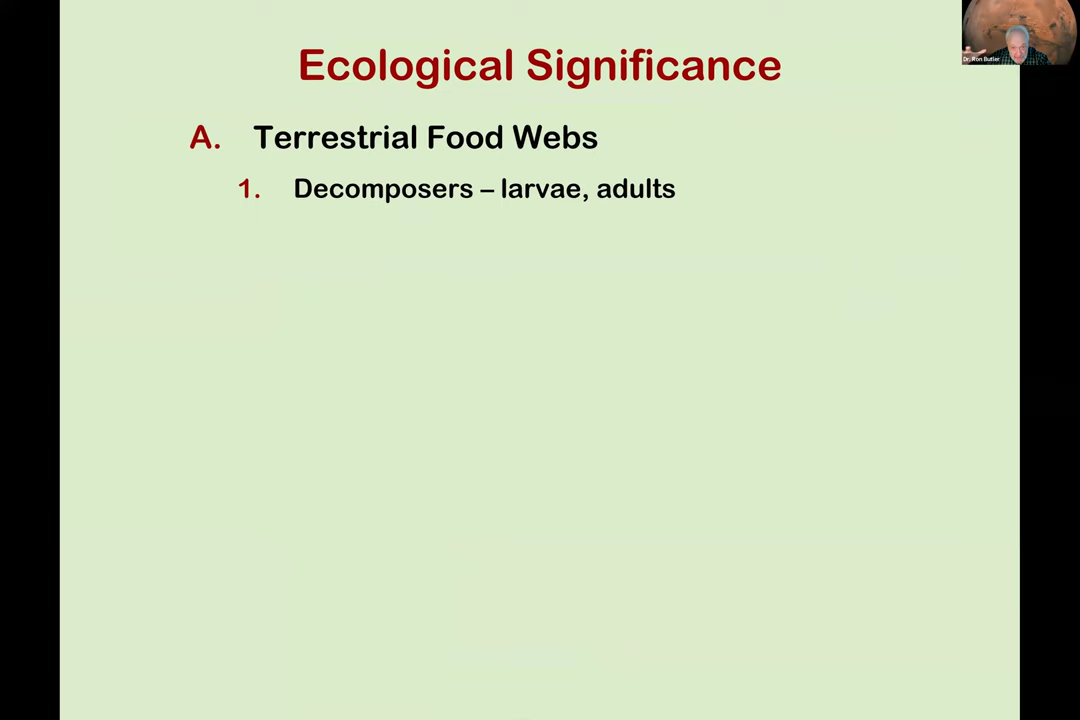 Ecological Significance
A. Terrestrial Food Webs
1. Decomposers – larvae, adults
Dr. Ron Butler